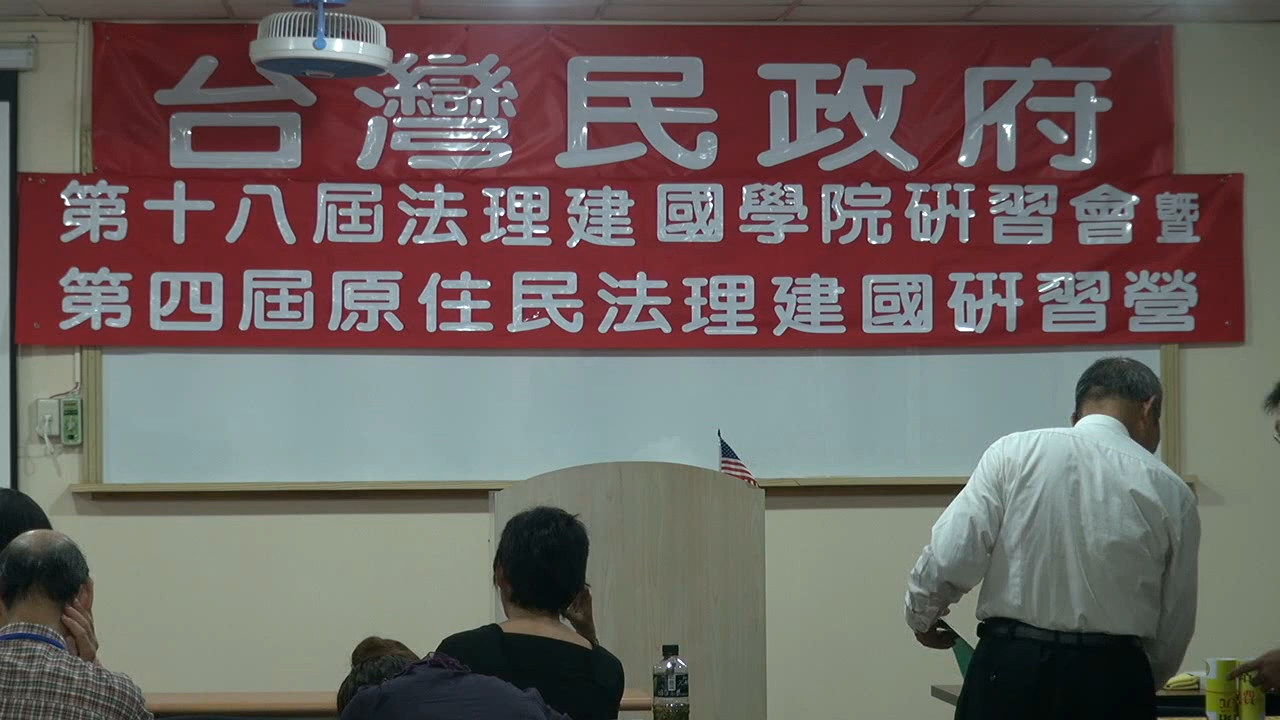 台灣民政府
第十八屆法理建國學院研習會暨
第四屆原住民法理建國研習營